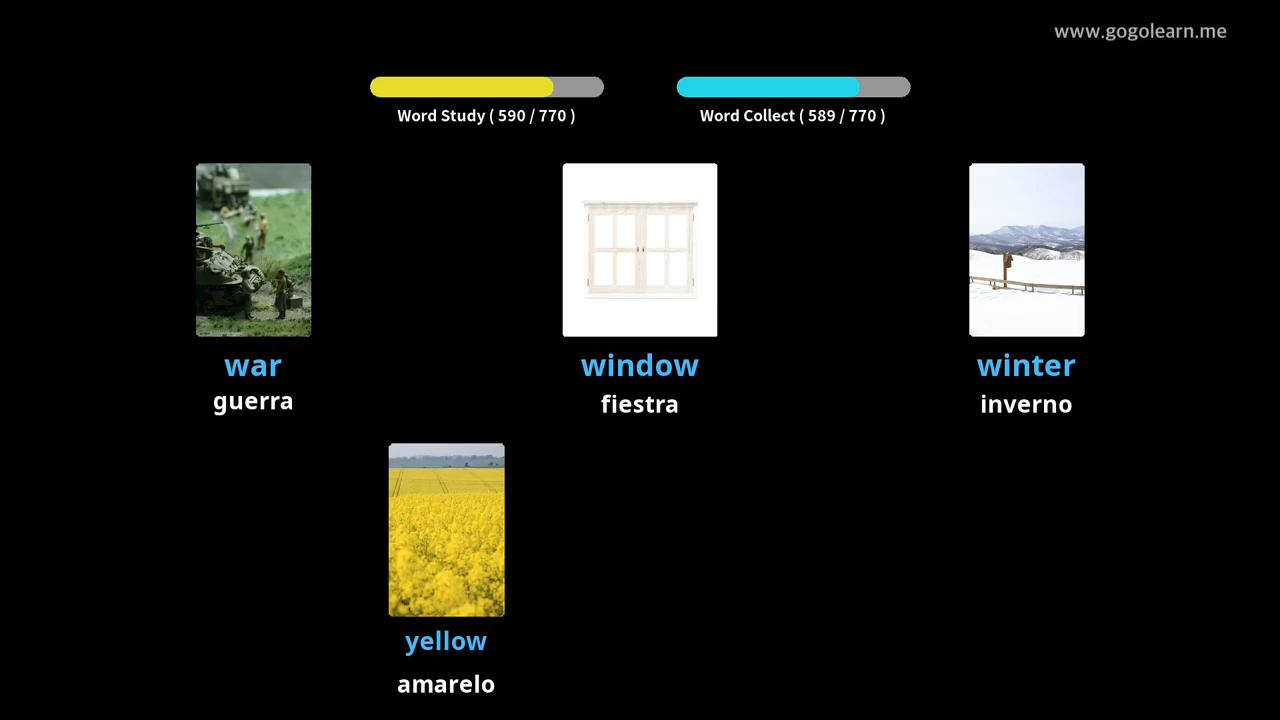 www.gogolearn.me
Word Study ( 590 / 770 )
Word Collect ( 589 / 770 )
war
guerra
window
fiestra
winter
inverno
yellow
amarelo